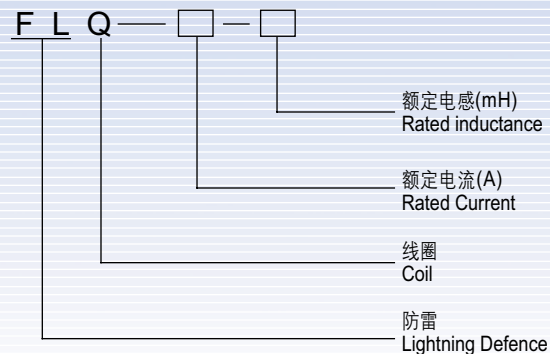 FLQ — □ — □
额定电感(mH)
Rated inductance
额定电流(A)
Rated Current
线圈
Coil
防雷
Lightning Defence